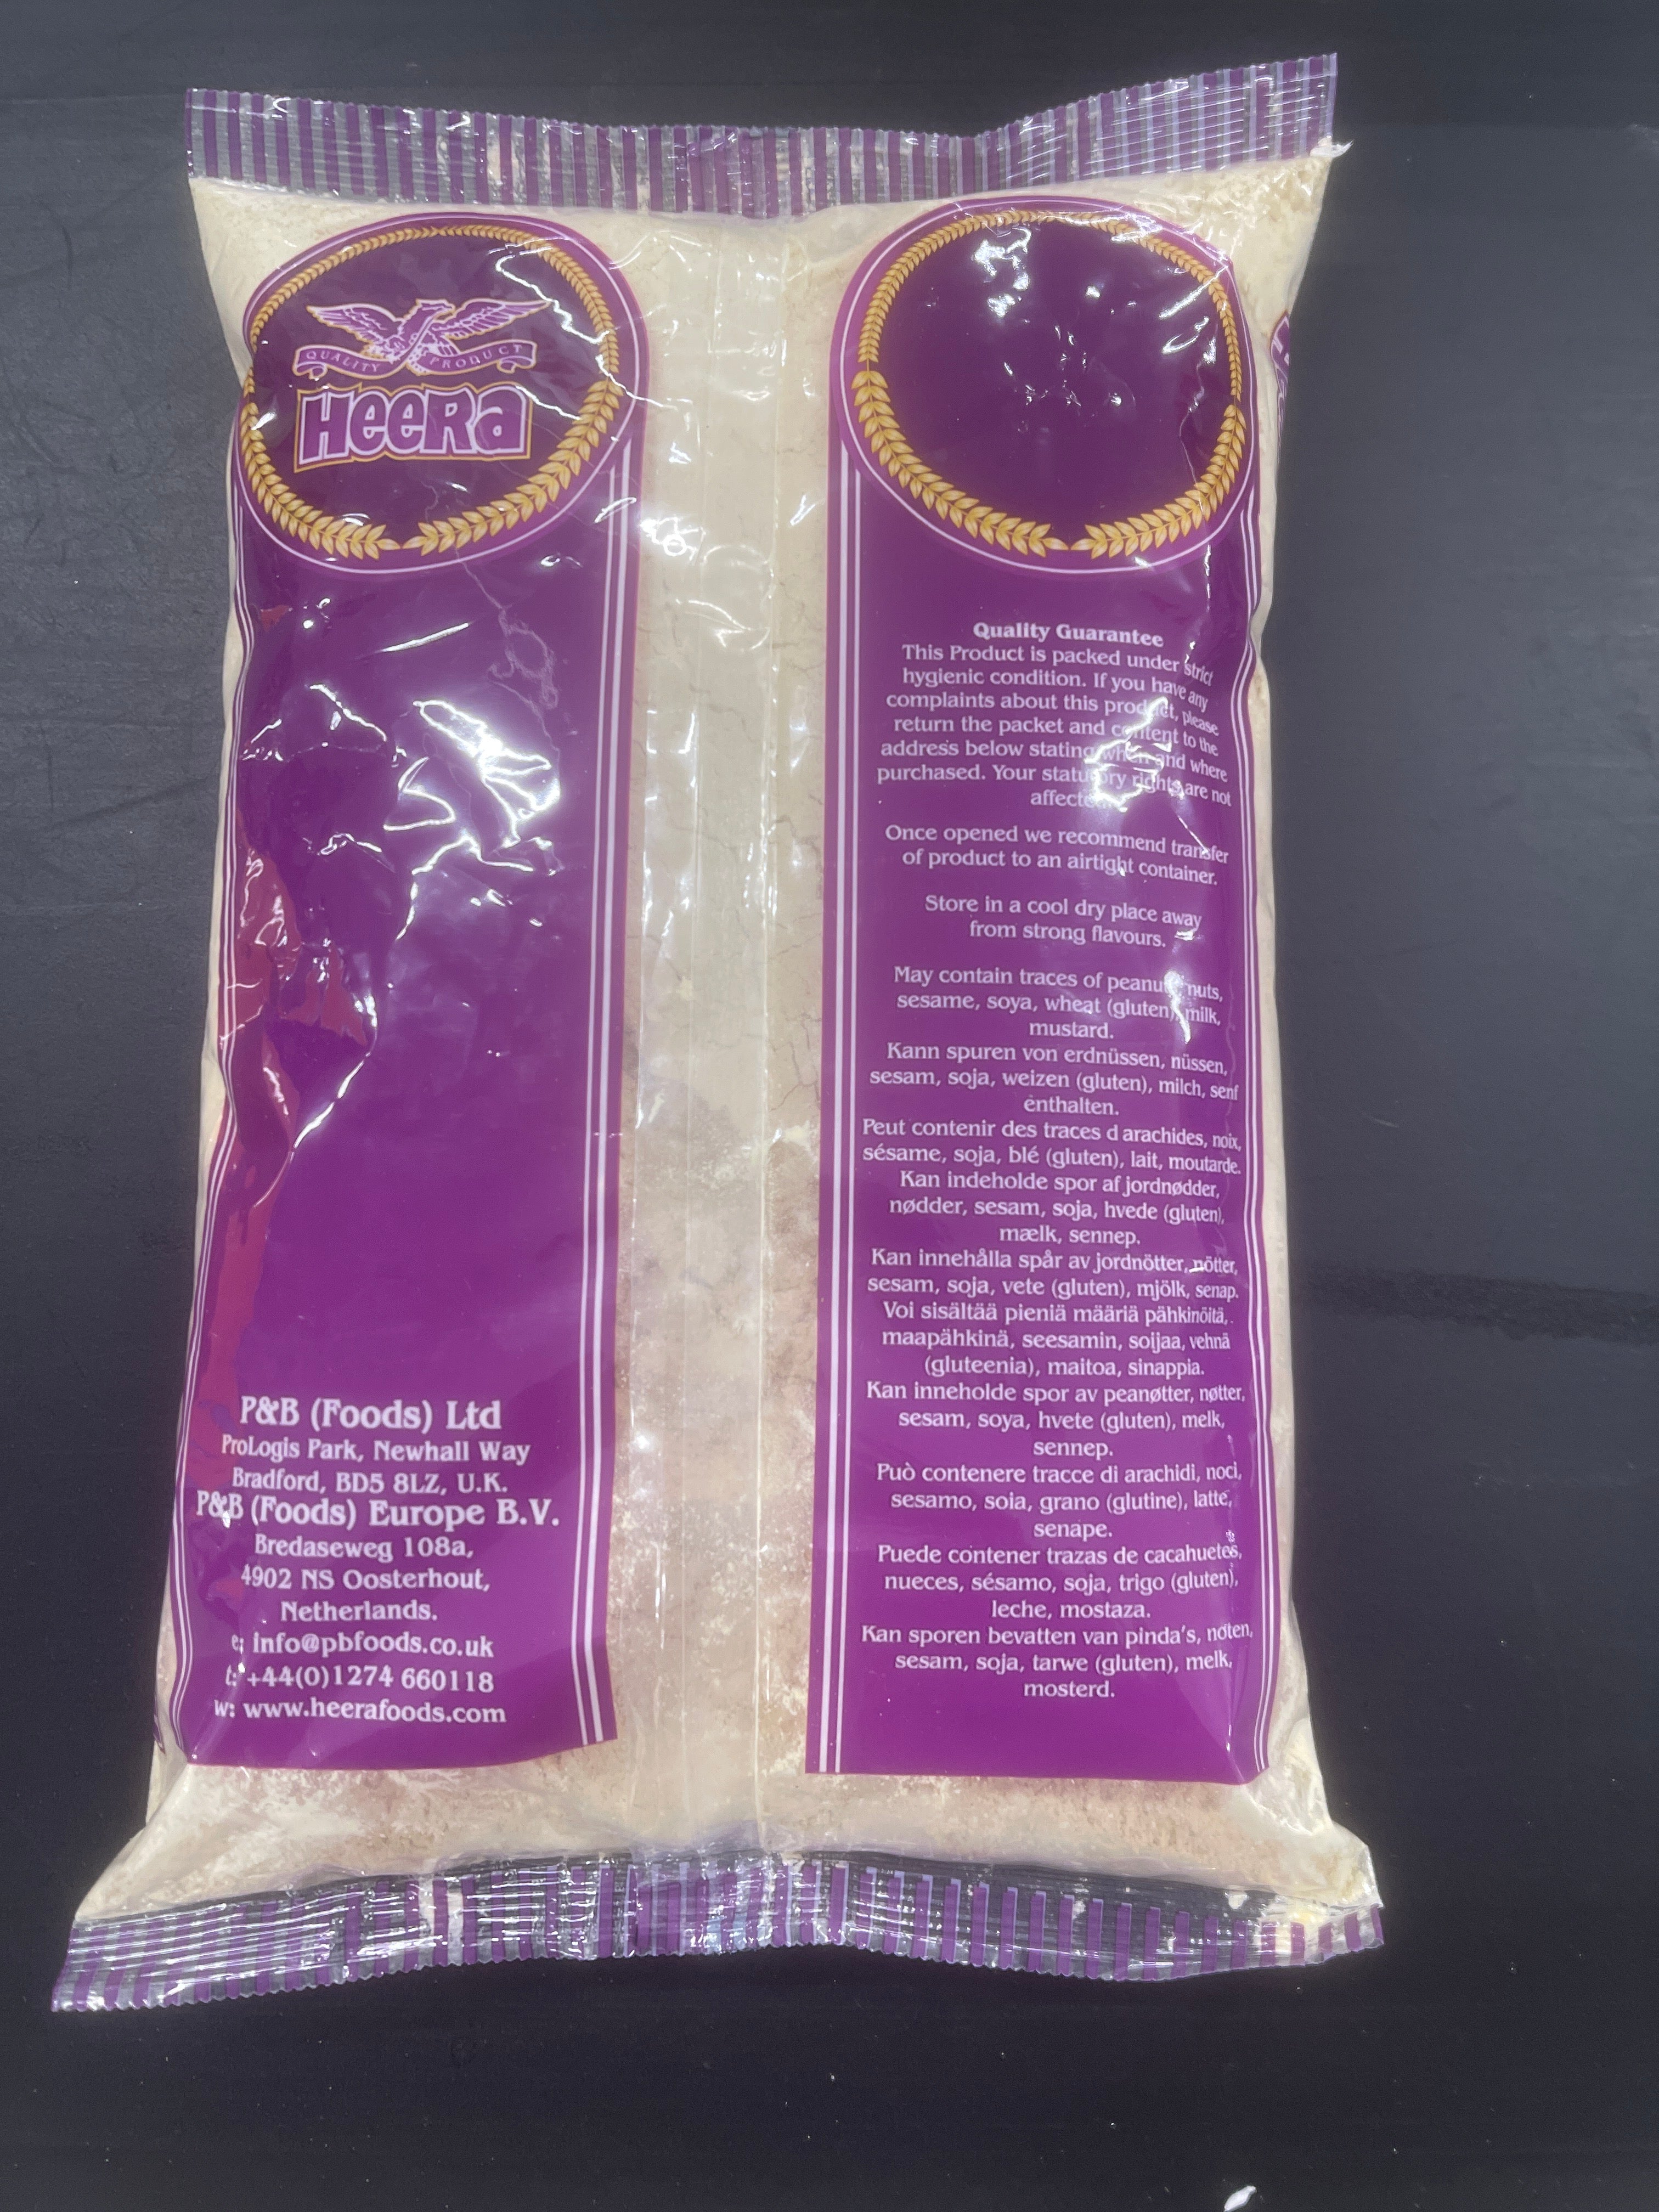 QUALITY PRODUCT
HEERA
P&B (Foods) Ltd
ProLogis Park, Newhall Way
Bradford, BD5 8LZ, U.K.
P&B (Foods) Europe B.V.
Bredaseweg 108a,
4902 NS Oosterhout,
Netherlands.
e: info@pbfoods.co.uk
t: +44(0)1274 660118
w: www.heerafoods.com
Quality Guarantee
This Product is packed under strict
hygienic condition. If you have any
complaints about this product, please
return the packet and content to the
address below stating when and where
purchased. Your statutory rights are not
Once opened we recommend transfer
of product to an airtight container.
Store in a cool dry place away
from strong flavours.
May contain traces of nuts,
sesame, soya, wheat (gluten), milk,
mustard.
Kann spuren von erdnüssen, nüssen,
sesam, soja, weizen (gluten), milch, senf
enthalten.
Peut contenir des traces d arachides, noix,
sésame, soja, blé (gluten), lait, moutarde.
Kan indeholde spor af jordnødder,
nødder, sesam, soja, hvede (gluten),
mælk, sennep.
Kan innehålla spår av jordnötter, nötter,
sesam, soja, vete (gluten), mjölk, senap.
Voi sisältää pieniä määriä pähkinöitä,
maapähkinä, seesamin, soijaa, vehnä
(gluteenia), maitoa, sinappia.
Kan inneholde spor av peanøtter, nøtter,
sesam, soya, hvete (gluten), melk,
sennep.
Può contenere tracce di arachidi, noci,
sesamo, soia, grano (glutine), latte,
senape.
Puede contener trazas de cacahuetes,
nueces, sésamo, soja, trigo (gluten),
leche, mostaza.
Kan sporen bevatten van pinda's, noten,
sesam, soja, tarwe (gluten), melk,
mosterd.